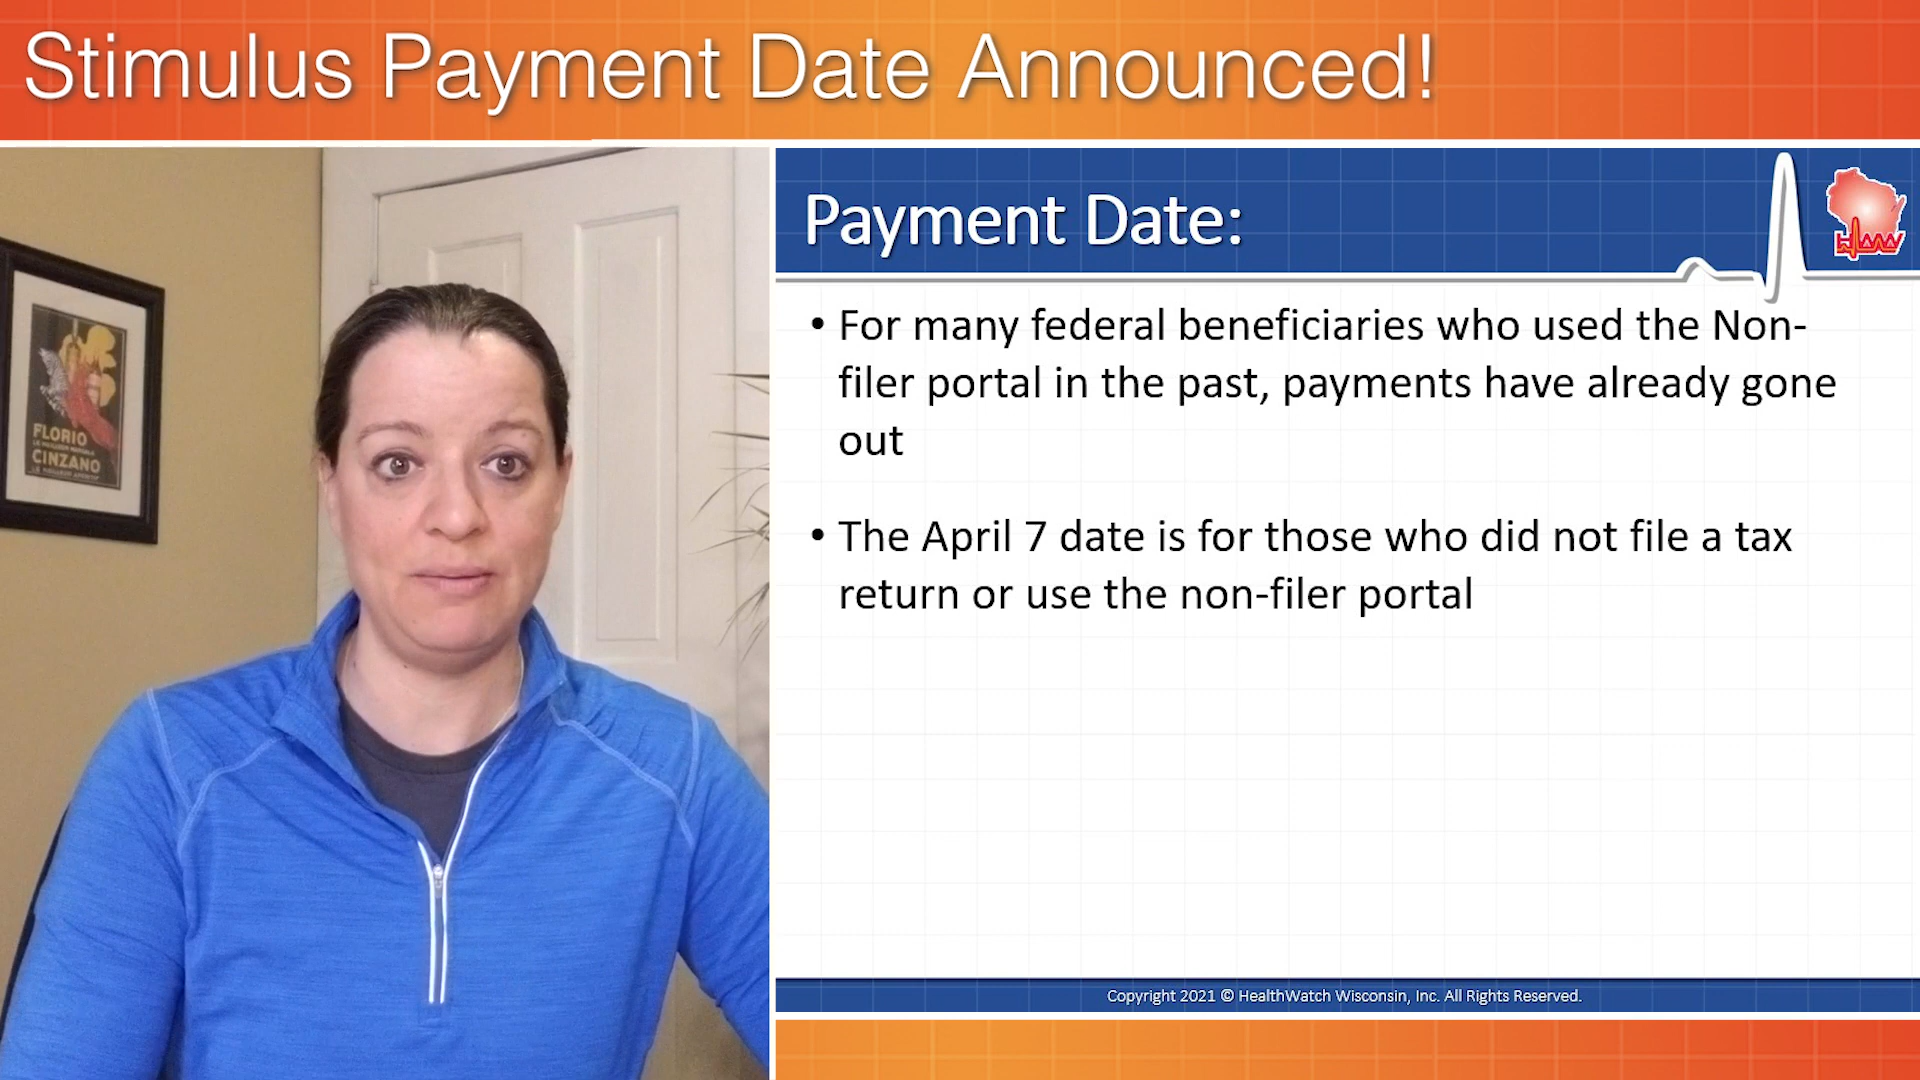 Stimulus Payment Date Announced!
FLORIO
CINZANO
Payment Date:
• For many federal beneficiaries who used the Non-
filer portal in the past, payments have already gone
out
• The April 7 date is for those who did not file a tax
return or use the non-filer portal
Copyright 2021 © HealthWatch Wisconsin, Inc. All Rights Reserved.